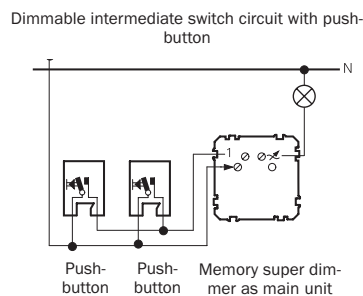 Dimmable intermediate switch circuit with push-
button
N
1
Push-
button
Push-
button
Memory super dim-
mer as main unit